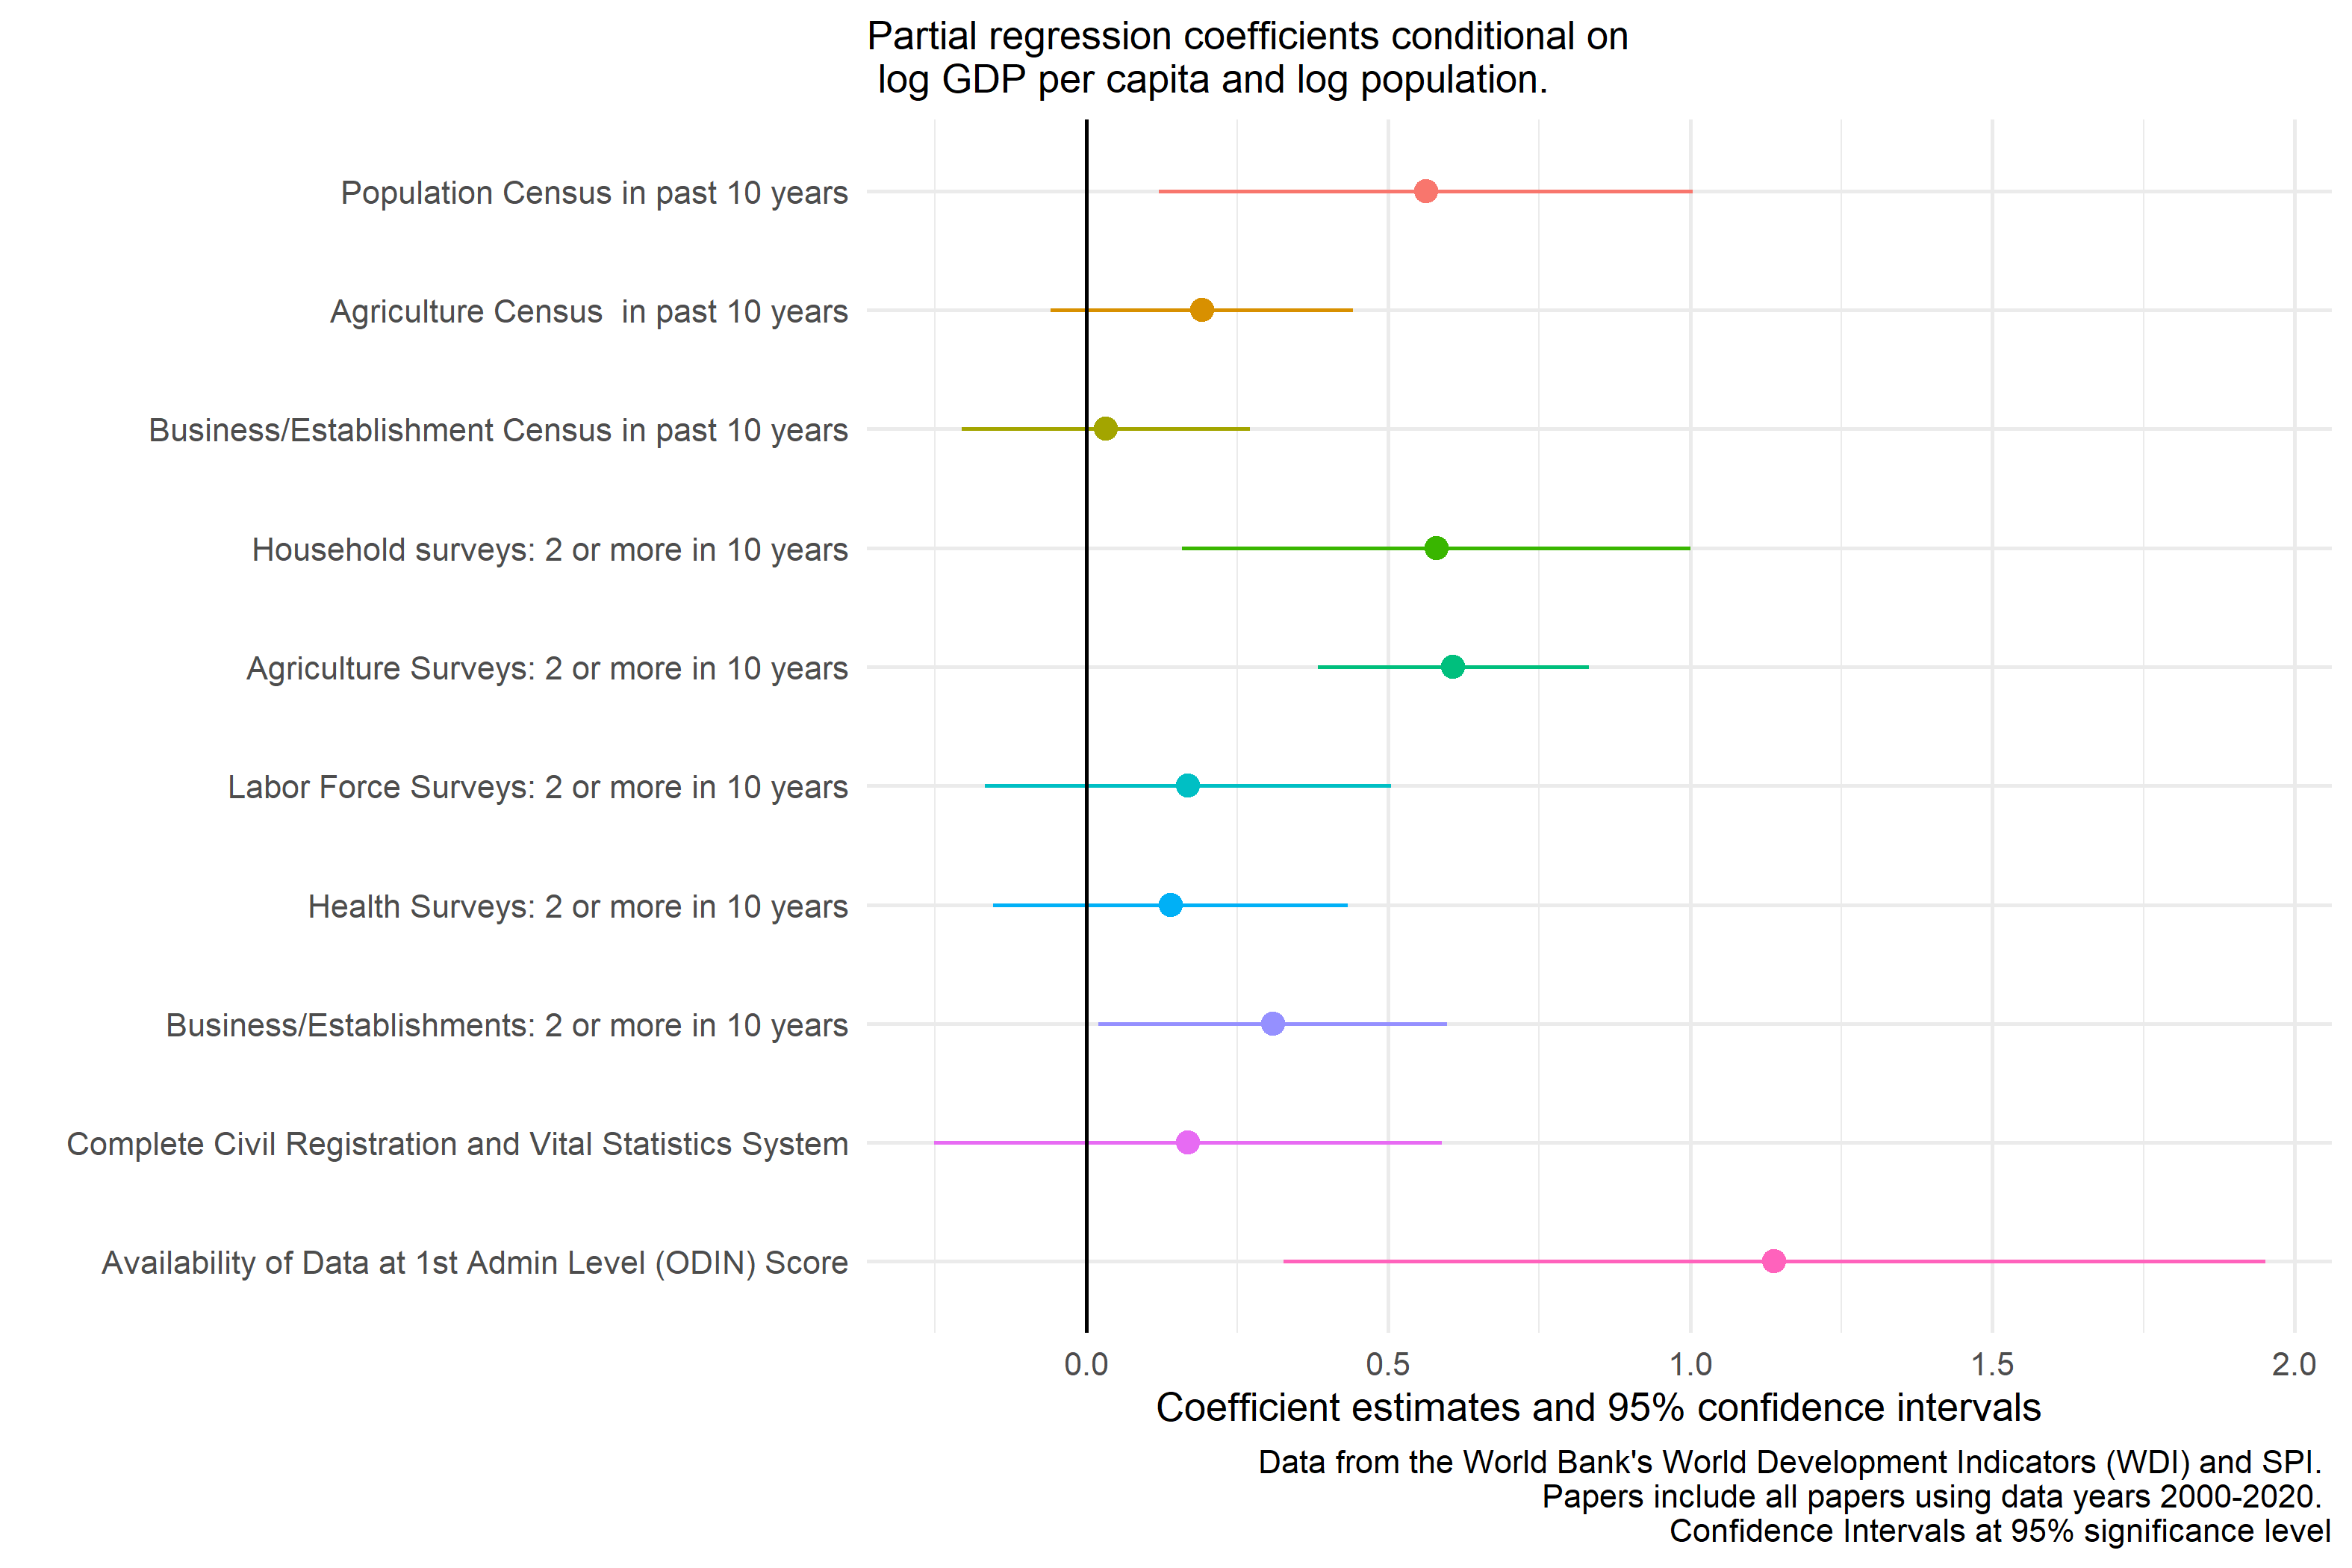 Partial regression coefficients conditional on
log GDP per capita and log population.
Population Census in past 10 years
Agriculture Census  in past 10 years
Business/Establishment Census in past 10 years
Household surveys: 2 or more in 10 years
Agriculture Surveys: 2 or more in 10 years
Labor Force Surveys: 2 or more in 10 years
Health Surveys: 2 or more in 10 years
Business/Establishments: 2 or more in 10 years
Complete Civil Registration and Vital Statistics System
Availability of Data at 1st Admin Level (ODIN) Score
0.0 0.5 1.0 1.5 2.0
Coefficient estimates and 95% confidence intervals
Data from the World Bank's World Development Indicators (WDI) and SPI.
Papers include all papers using data years 2000-2020.
Confidence Intervals at 95% significance level